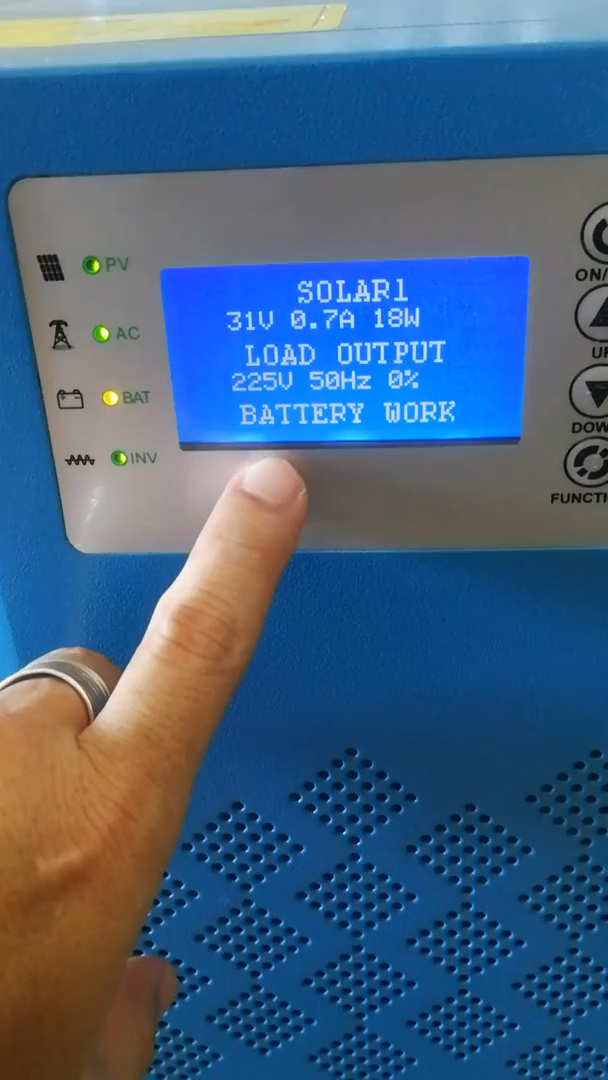 PV
AC
BAT
INV
SOLAR1
31V 0.7A 18W
LOAD OUTPUT
225V 50Hz 0%
BATTERY WORK
ON/
U
DOW
FUNCTI